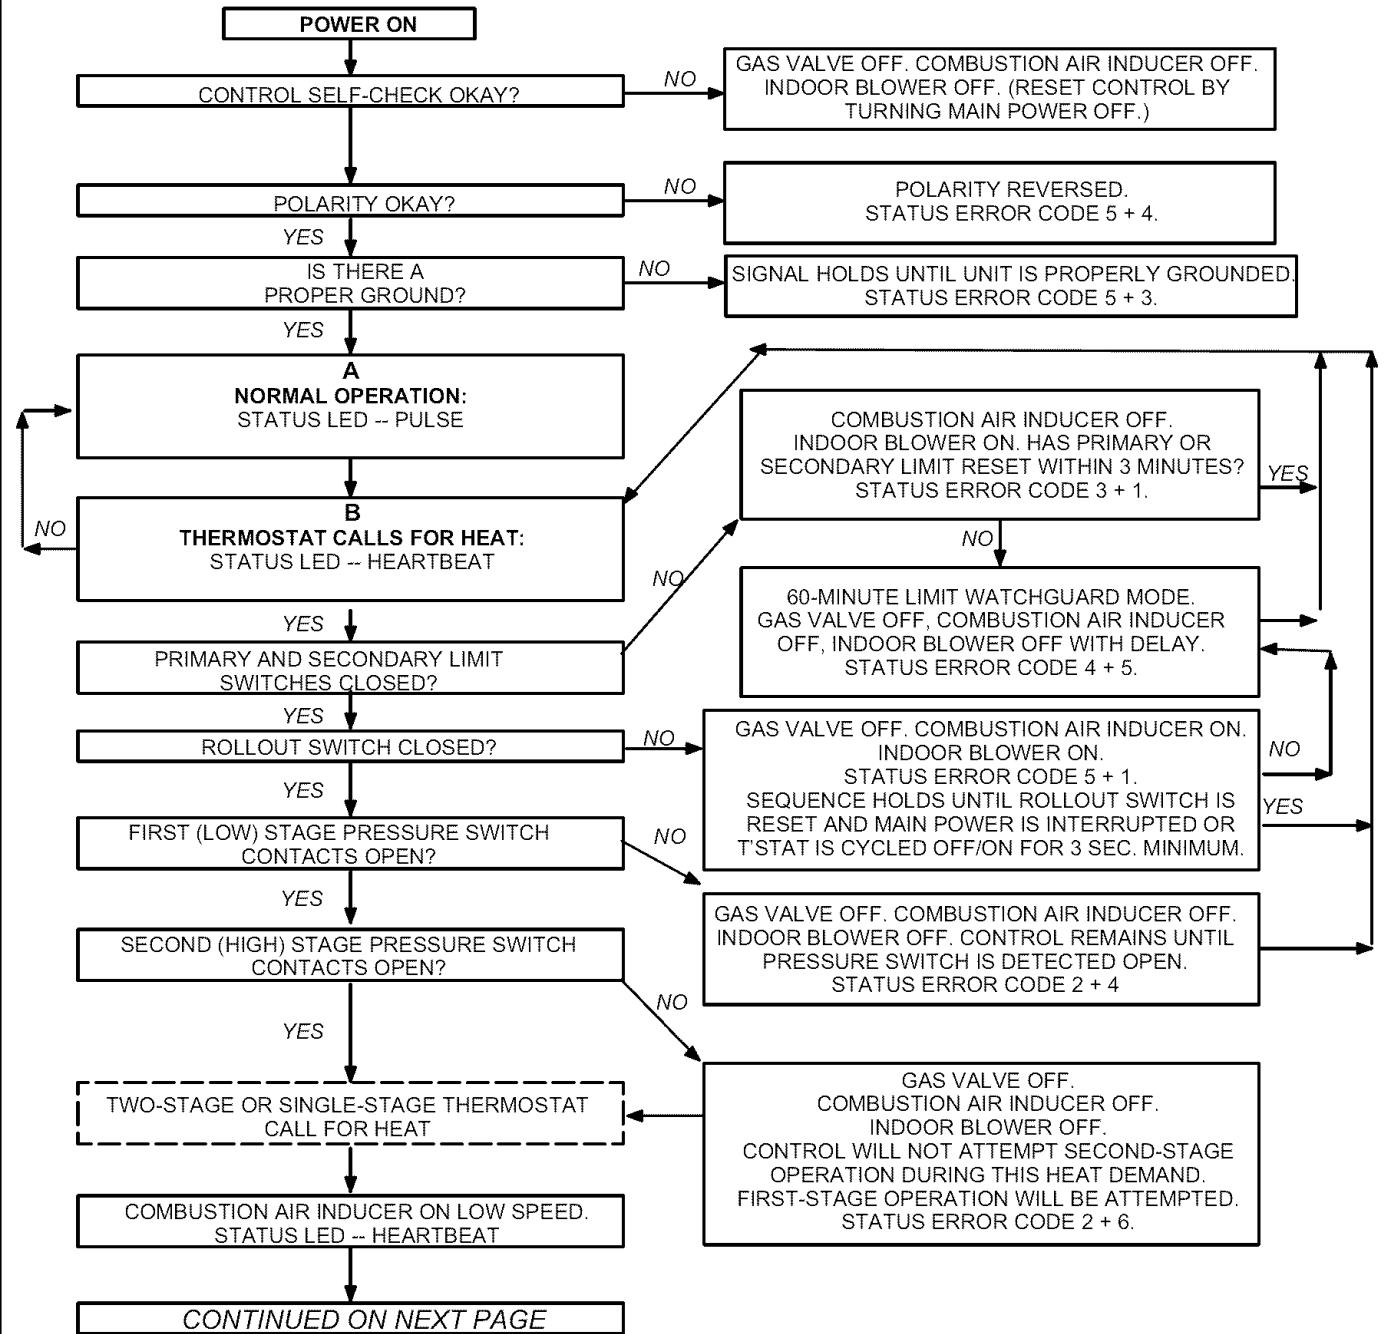 POWER ON
CONTROL SELF-CHECK OKAY?
NO
GAS VALVE OFF. COMBUSTION AIR INDUCER OFF.
INDOOR BLOWER OFF. (RESET CONTROL BY
TURNING MAIN POWER OFF.)
POLARITY OKAY?
NO
POLARITY REVERSED.
STATUS ERROR CODE 5 + 4.
YES
IS THERE A
PROPER GROUND?
NO
SIGNAL HOLDS UNTIL UNIT IS PROPERLY GROUNDED.
STATUS ERROR CODE 5 + 3.
YES
A
NORMAL OPERATION:
STATUS LED -- PULSE
COMBUSTION AIR INDUCER OFF.
INDOOR BLOWER ON. HAS PRIMARY OR
SECONDARY LIMIT RESET WITHIN 3 MINUTES?
STATUS ERROR CODE 3 + 1.
YES
NO
B
THERMOSTAT CALLS FOR HEAT:
STATUS LED -- HEARTBEAT
NO
NO
60-MINUTE LIMIT WATCHGUARD MODE.
GAS VALVE OFF, COMBUSTION AIR INDUCER
OFF, INDOOR BLOWER OFF WITH DELAY.
STATUS ERROR CODE 4 + 5.
YES
PRIMARY AND SECONDARY LIMIT
SWITCHES CLOSED?
YES
ROLLOUT SWITCH CLOSED?
NO
GAS VALVE OFF. COMBUSTION AIR INDUCER ON.
INDOOR BLOWER ON.
STATUS ERROR CODE 5 + 1.
SEQUENCE HOLDS UNTIL ROLLOUT SWITCH IS
RESET AND MAIN POWER IS INTERRUPTED OR
T'STAT IS CYCLED OFF/ON FOR 3 SEC. MINIMUM.
NO
YES
YES
FIRST (LOW) STAGE PRESSURE SWITCH
CONTACTS OPEN?
NO
GAS VALVE OFF. COMBUSTION AIR INDUCER OFF.
INDOOR BLOWER OFF. CONTROL REMAINS UNTIL
PRESSURE SWITCH IS DETECTED OPEN.
STATUS ERROR CODE 2 + 4
YES
SECOND (HIGH) STAGE PRESSURE SWITCH
CONTACTS OPEN?
NO
YES
GAS VALVE OFF.
COMBUSTION AIR INDUCER OFF.
INDOOR BLOWER OFF.
CONTROL WILL NOT ATTEMPT SECOND-STAGE
OPERATION DURING THIS HEAT DEMAND.
FIRST-STAGE OPERATION WILL BE ATTEMPTED.
STATUS ERROR CODE 2 + 6.
TWO-STAGE OR SINGLE-STAGE THERMOSTAT
CALL FOR HEAT
COMBUSTION AIR INDUCER ON LOW SPEED.
STATUS LED -- HEARTBEAT
CONTINUED ON NEXT PAGE